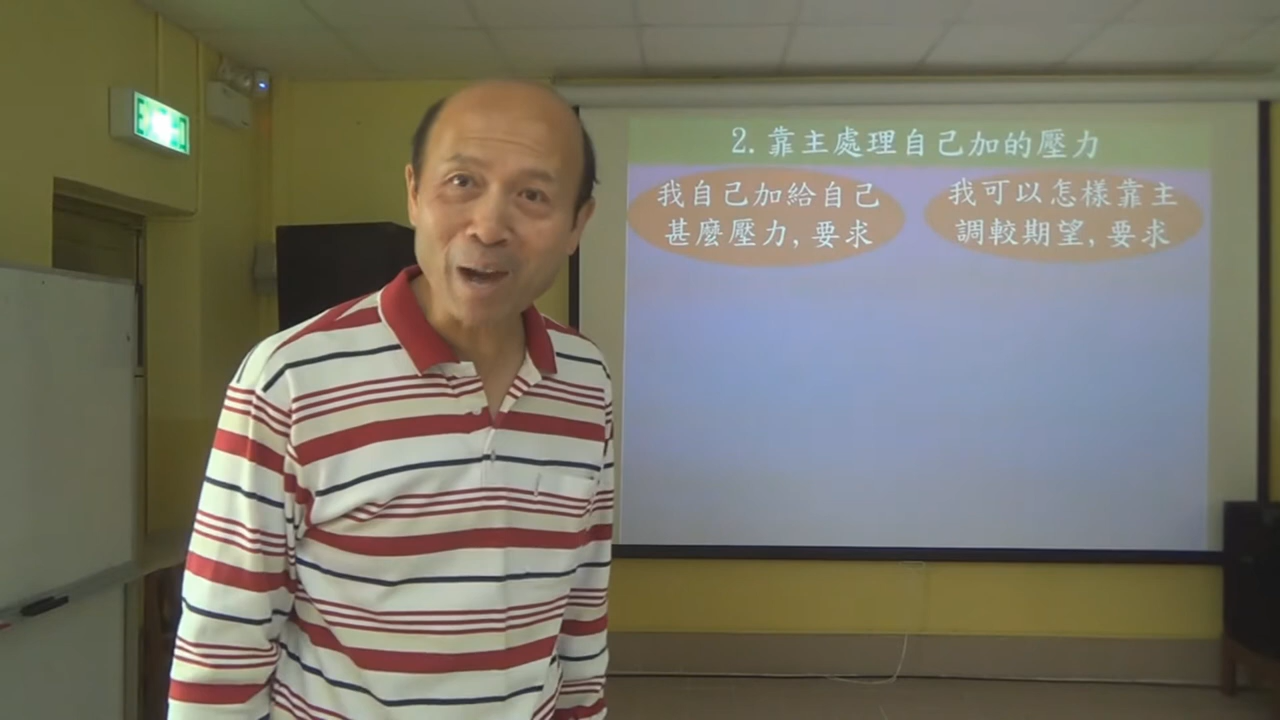 2.靠主處理自己加的壓力
我自己加給自己
甚麼壓力,要求
我可以怎樣靠主
調較期望,要求